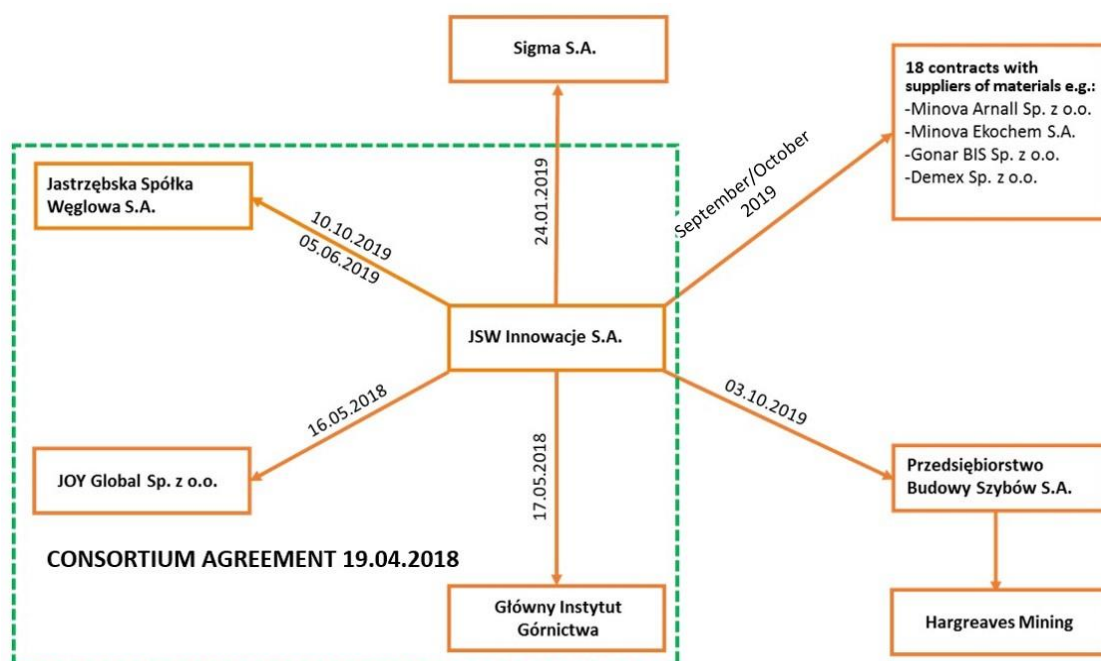 Sigma S.A.
18 contracts with
suppliers of materials e.g.:
-Minova Arnall Sp. z o.o.
-Minova Ekochem S.A.
-Gonar BIS Sp. z o.o.
-Demex Sp. z o.o.
Jastrzębska Spółka
Węglowa S.A.
10.10.2019
05.06.2019
24.01.2019
September/October
2019
JSW Innowacje S.A.
16.05.2018
17.05.2018
03.10.2019
JOY Global Sp. z o.o.
Przedsiębiorstwo
Budowy Szybów S.A.
CONSORTIUM AGREEMENT 19.04.2018
Główny Instytut
Górnictwa
Hargreaves Mining